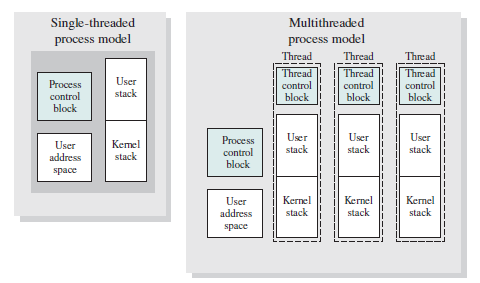 Single-threaded
process model
Process
control
block
User
stack
User
address
space
Kernel
stack
Multithreaded
process model
Thread
Thread
Thread
Thread
control
block
Thread
control
block
Thread
control
block
Process
control
block
User
stack
User
stack
User
stack
User
address
space
Kernel
stack
Kernel
stack
Kernel
stack